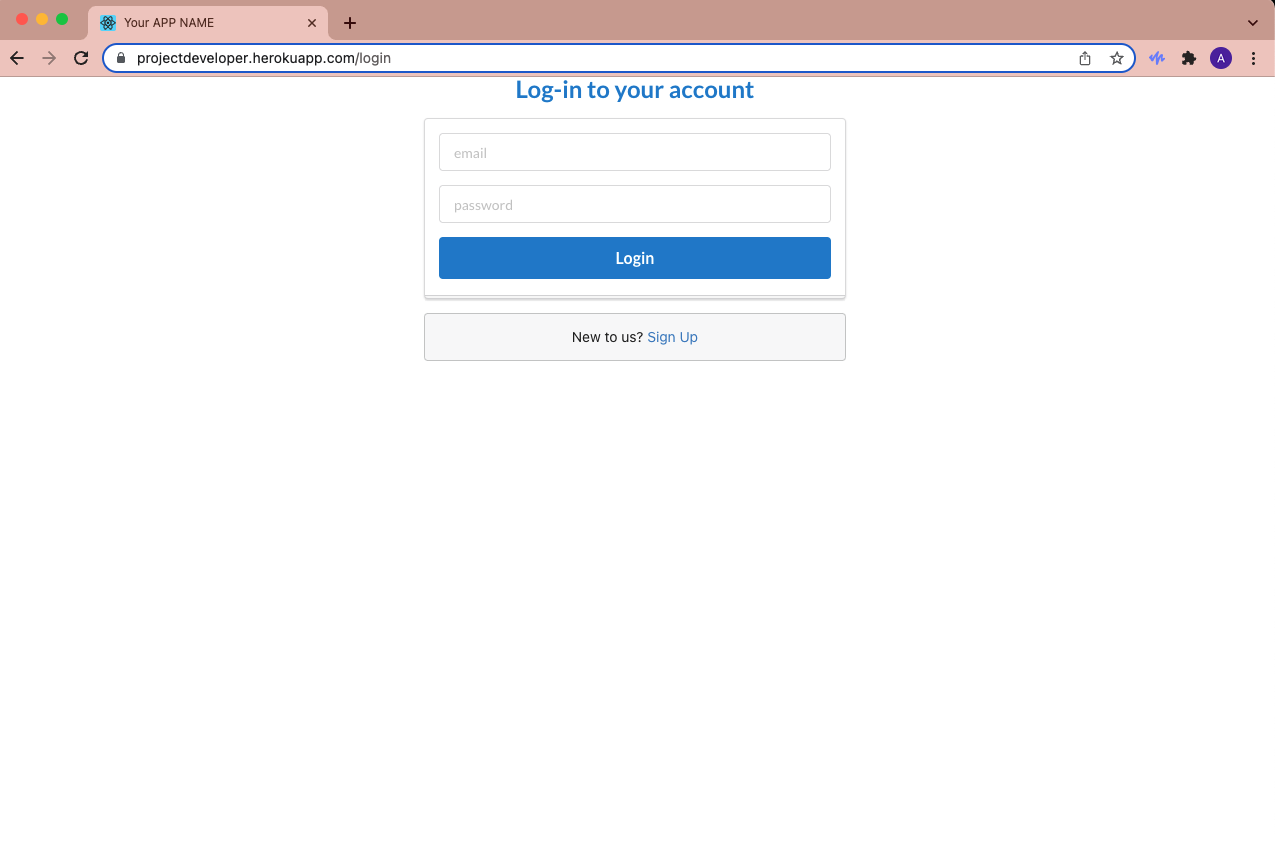 Your APP NAME
projectdeveloper.herokuapp.com/login
A
Log-in to your account
email
password
Login
New to us? Sign Up